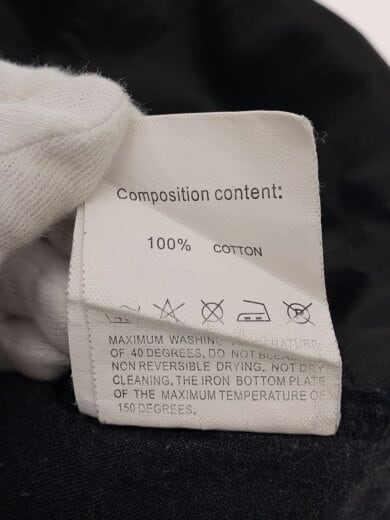 Composition content:
100% COTTON
MAXIMUM WASHING TEMPERATURE
OF 40 DEGREES. DO NOT
NON REVERSIBLE DRYING. NOT DRY
CLEANING. THE IRON BOTTOM PLATE
OF THE MAXIMUM TEMPERATURE OF
150 DEGREES.